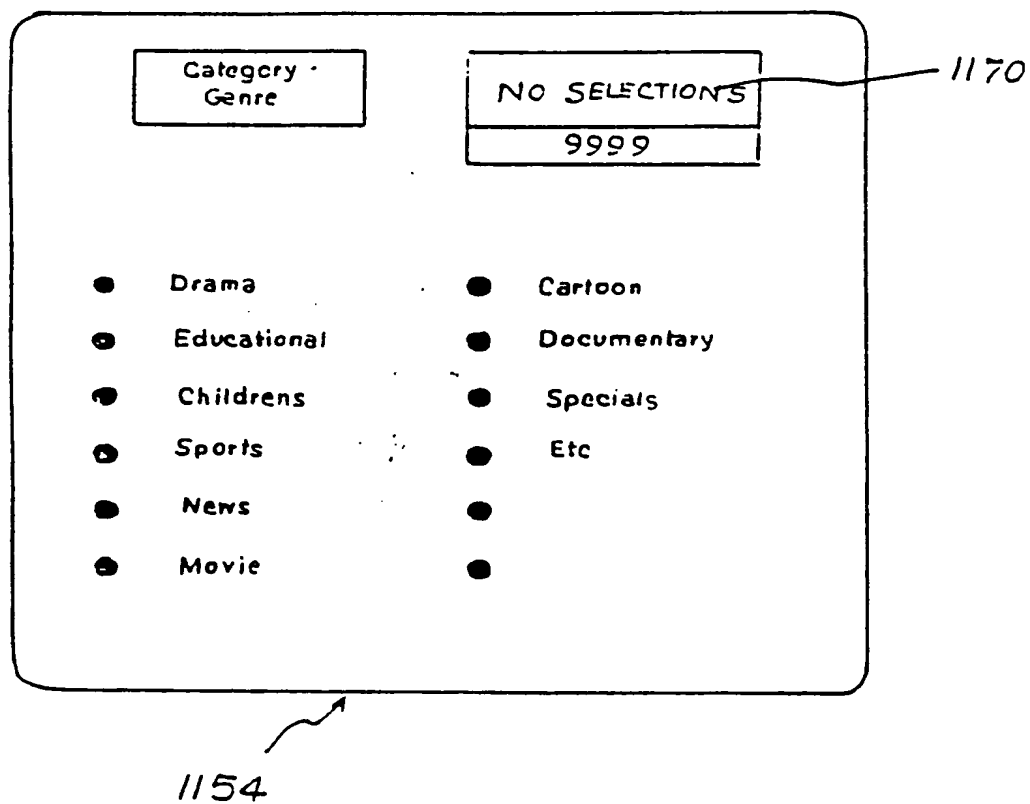 Category
Genre
NO SELECTIONS
1170
9999
Drama
Educational
Childrens
Sports
News
Movie
Cartoon
Documentary
Specials
Etc
1154